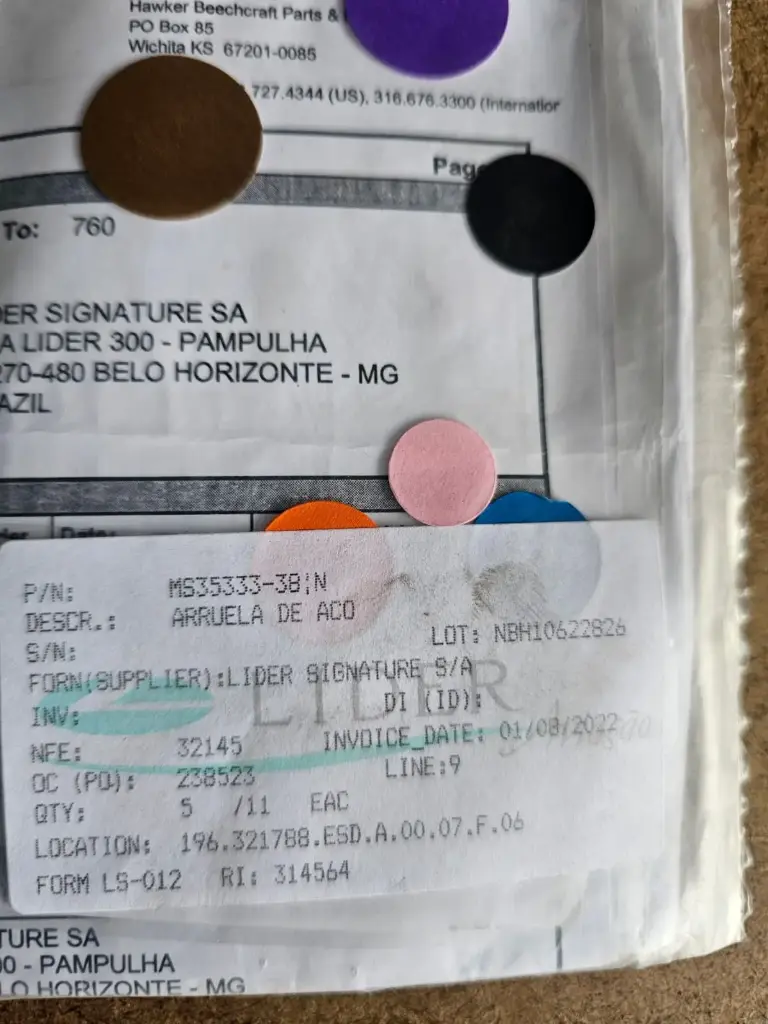 Hawker Beechcraft Parts &
PO Box 85
Wichita KS 67201-0085
.727.4344 (US), 316.676.3300 (Internatior
Pag
To: 760
DER SIGNATURE SA
A LIDER 300 - PAMPULHA
270-480 BELO HORIZONTE - MG
AZIL
Date:
P/N: MS35333-38¦N
DESCR.: ARRUELA DE ACO
S/N: LOT: NBH10622826
FORN(SUPPLIER):LIDER SIGNATURE S/A
LIDER
INV: DI (ID):
NFE: 32145 INVOICE_DATE: 01/08/2022
OC (PO): 238523 LINE:9
QTY: 5 /11 EAC
LOCATION: 196.321788.ESD.A.00.07.F.06
FORM LS-012 RI: 314564
TURE SA
00 - PAMPULHA
LO HORIZONTE - MG